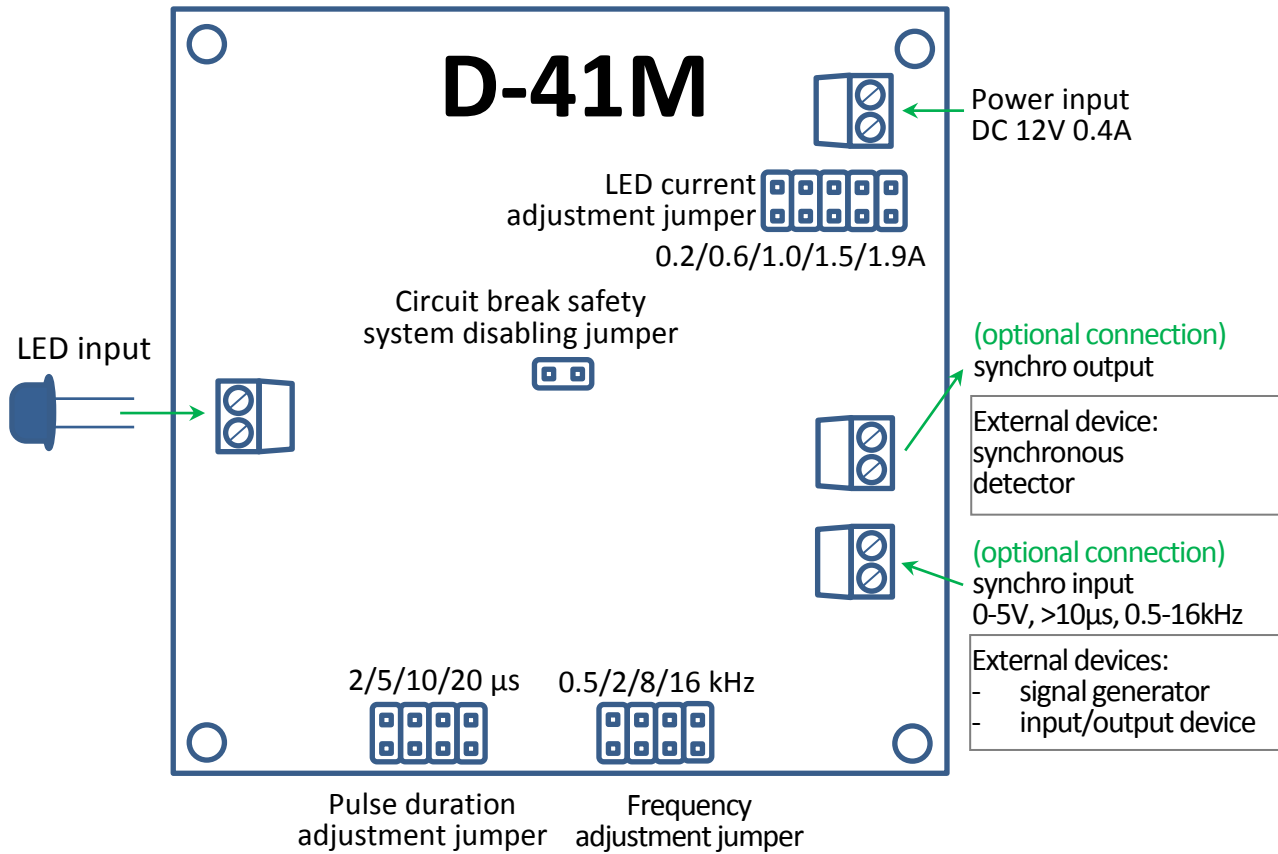 D-41M
Power input
DC 12V 0.4A
LED current
adjustment jumper
0.2/0.6/1.0/1.5/1.9A
Circuit break safety
system disabling jumper
LED input
(optional connection)
synchro output
External device:
synchronous
detector
(optional connection)
synchro input
0-5V, >10µs, 0.5-16kHz
External devices:
- signal generator
- input/output device
2/5/10/20 µs
0.5/2/8/16 kHz
Pulse duration
adjustment jumper
Frequency
adjustment jumper